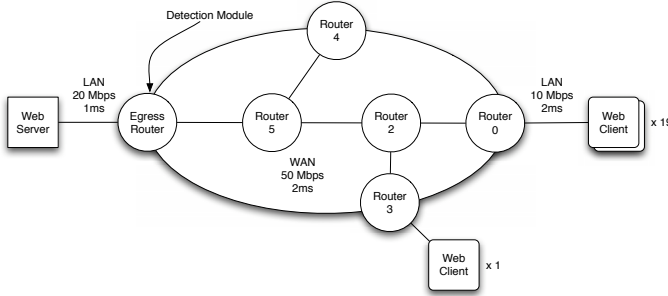 Detection Module
Router
4
LAN
20 Mbps
1ms
LAN
10 Mbps
2ms
Web
Server
Egress
Router
Router
5
Router
2
Router
0
Web
Client
x 15
WAN
50 Mbps
2ms
Router
3
Web
Client
x 1